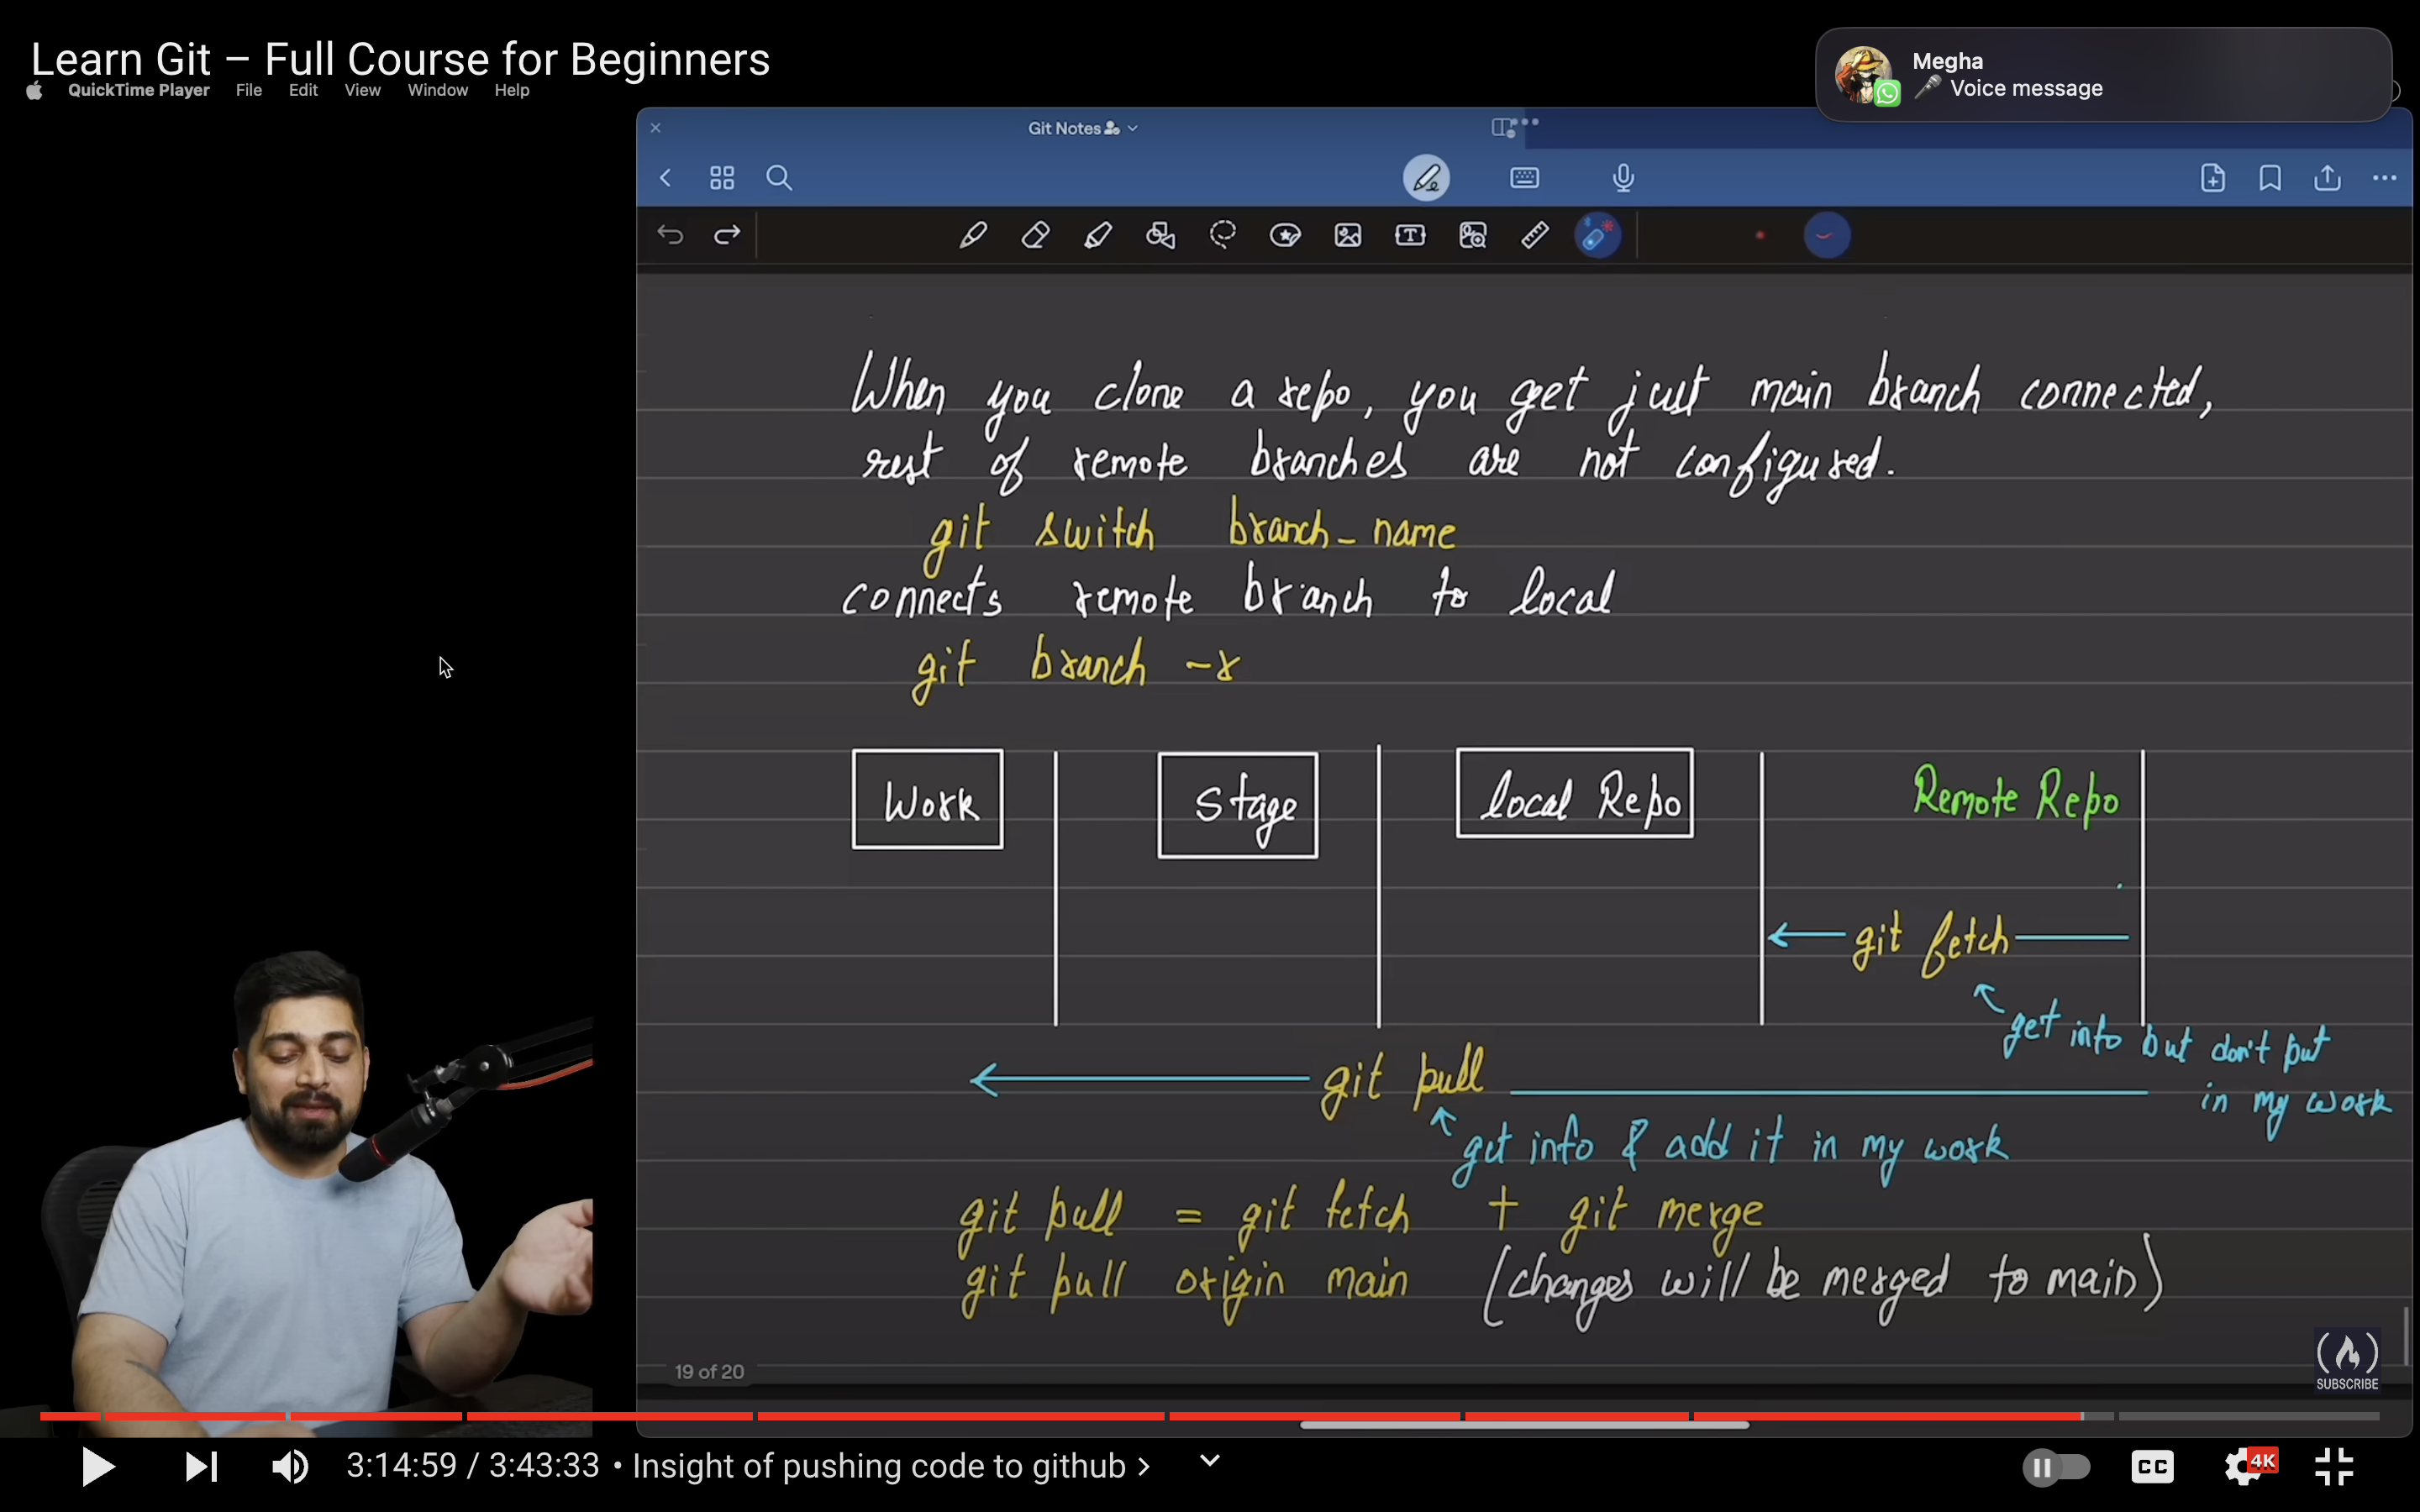 Learn Git – Full Course for Beginners
QuickTime Player File Edit View Window Help
Megha
Voice message
Git Notes
When you clone a repo, you get just main branch connected,
rest of remote branches are not configured.
git switch branch_name
connects remote branch to local
git branch -r
Work Stage local Repo Remote Repo
git fetch
get info but don't put
in my work
git pull
get info & add it in my work
git pull = git fetch + git merge
git pull origin main (changes will be merged to main)
19 of 20
SUBSCRIBE
3:14:59 / 3:43:33 • Insight of pushing code to github >
CC
4K